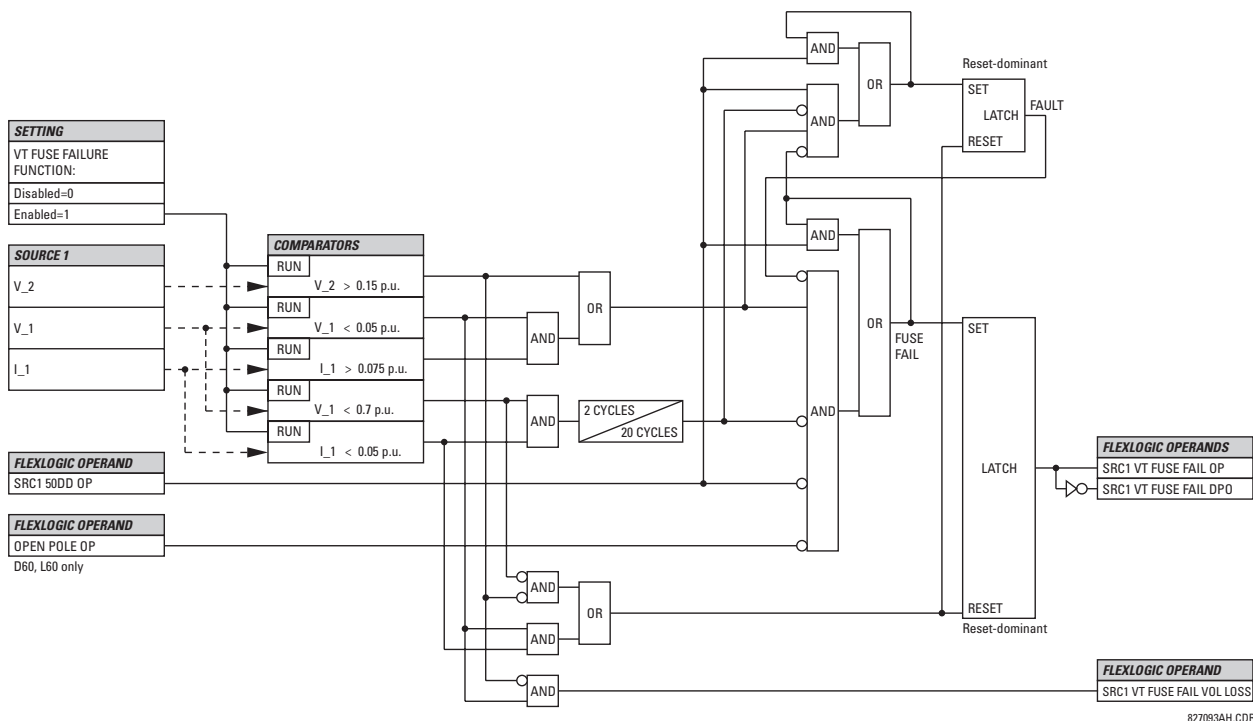 SETTING
VT FUSE FAILURE
FUNCTION:
Disabled=0
Enabled=1
SOURCE 1
V_2
V_1
I_1
FLEXLOGIC OPERAND
SRC1 50DD OP
FLEXLOGIC OPERAND
OPEN POLE OP
D60, L60 only
COMPARATORS
RUN
V_2 > 0.15 p.u.
RUN
V_1 < 0.05 p.u.
RUN
I_1 > 0.075 p.u.
RUN
V_1 < 0.7 p.u.
RUN
I_1 < 0.05 p.u.
AND
OR
AND
2 CYCLES
20 CYCLES
AND
OR
AND
AND
OR
AND
FUSE
FAIL
AND
OR
AND
AND
Reset-dominant
SET
LATCH
RESET
FAULT
SET
LATCH
RESET
Reset-dominant
FLEXLOGIC OPERANDS
SRC1 VT FUSE FAIL OP
SRC1 VT FUSE FAIL DPO
FLEXLOGIC OPERAND
SRC1 VT FUSE FAIL VOL LOSS
827093AH.CDR